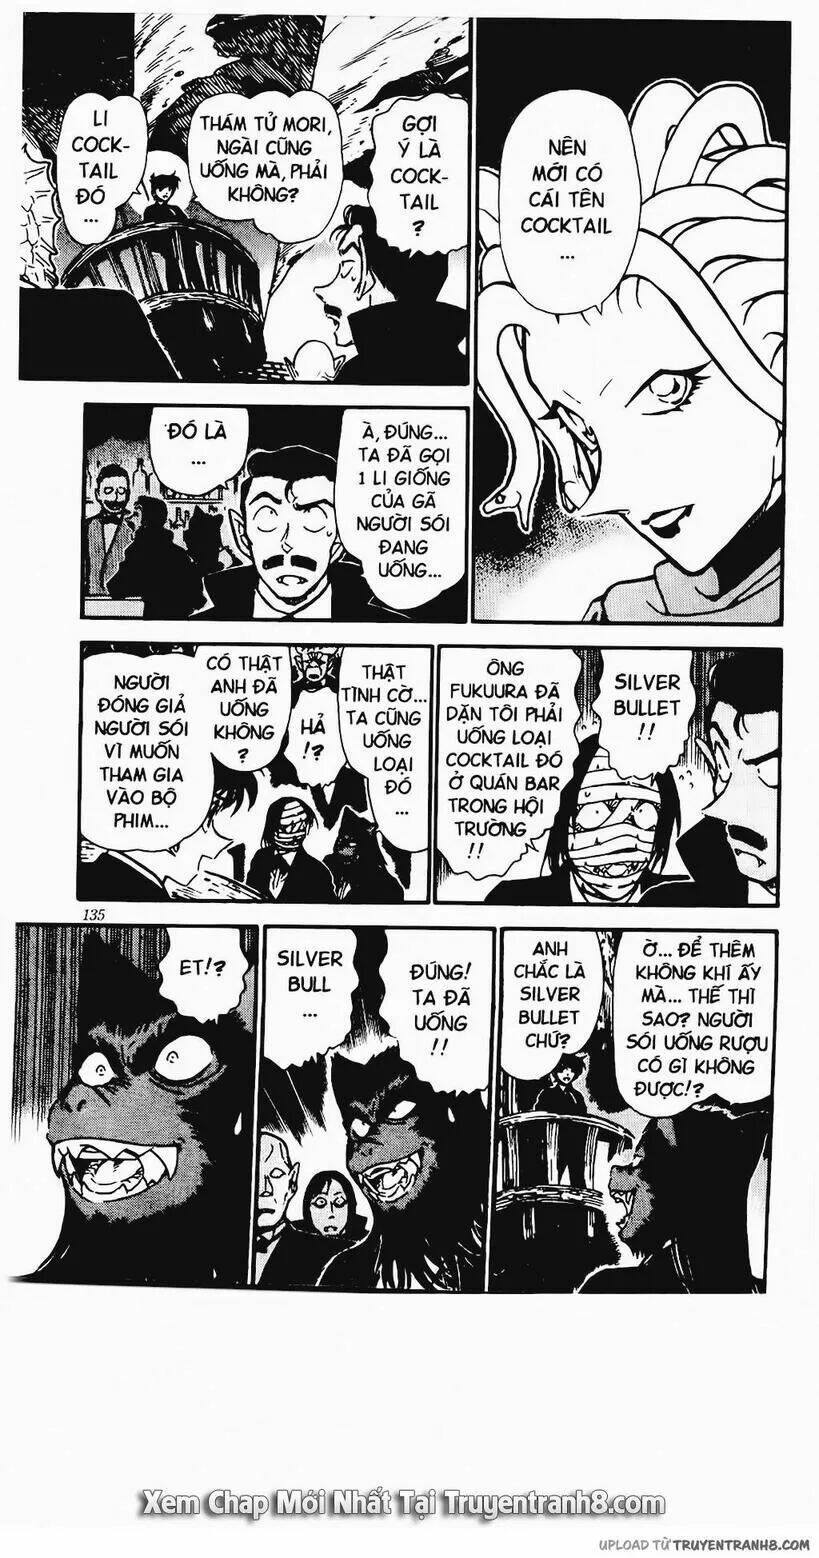 NÊN
MỚI CÓ
CÁI TÊN
COCKTAIL
...
GỢI
Ý LÀ
COCK-
TAIL
?
THÁM TỬ MORI,
NGÀI CŨNG
UỐNG MÀ, PHẢI
KHÔNG?
LI
COCK-
TAIL
ĐÓ
...
À, ĐÚNG...
TA ĐÃ GỌI
1 LI GIỐNG
CỦA GÃ
NGƯỜI SÓI
ĐANG
UỐNG...
ĐÓ LÀ
...
SILVER
BULLET
!!
ÔNG
FUKUURA ĐÃ
DẶN TÔI PHẢI
UỐNG LOẠI
COCKTAIL ĐÓ
Ở QUÁN BAR
TRONG HỘI
TRƯỜNG
!!
THẬT
TÌNH CỜ...
TA CŨNG
UỐNG
LOẠI
ĐÓ
...
HẢ
!?
CÓ THẬT
ANH ĐÃ
UỐNG
KHÔNG
?
NGƯỜI
ĐÓNG GIẢ
NGƯỜI SÓI
VÌ MUỐN
THAM GIA
VÀO BỘ
PHIM...
135
Ờ... ĐỂ THÊM
KHÔNG KHÍ ẤY
MÀ... THẾ THÌ
SAO? NGƯỜI
SÓI UỐNG RƯỢU
CÓ GÌ KHÔNG
ĐƯỢC!?
ANH
CHẮC LÀ
SILVER
BULLET
CHỨ?
ĐÚNG!
TA ĐÃ
UỐNG
!!
SILVER
BULL
...
ET!?
Xem Chap Mới Nhất Tại Truyentranh8.com
UPLOAD TỪ TRUYENTRANH8.COM